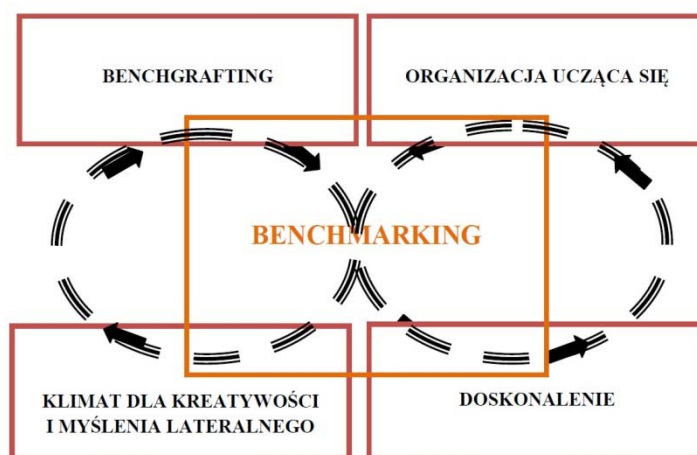 BENCHGRAFTING
ORGANIZACJA UCZĄCA SIĘ
BENCHMARKING
KLIMAT DLA KREATYWOŚCI
I MYŚLENIA LATERALNEGO
DOSKONALENIE